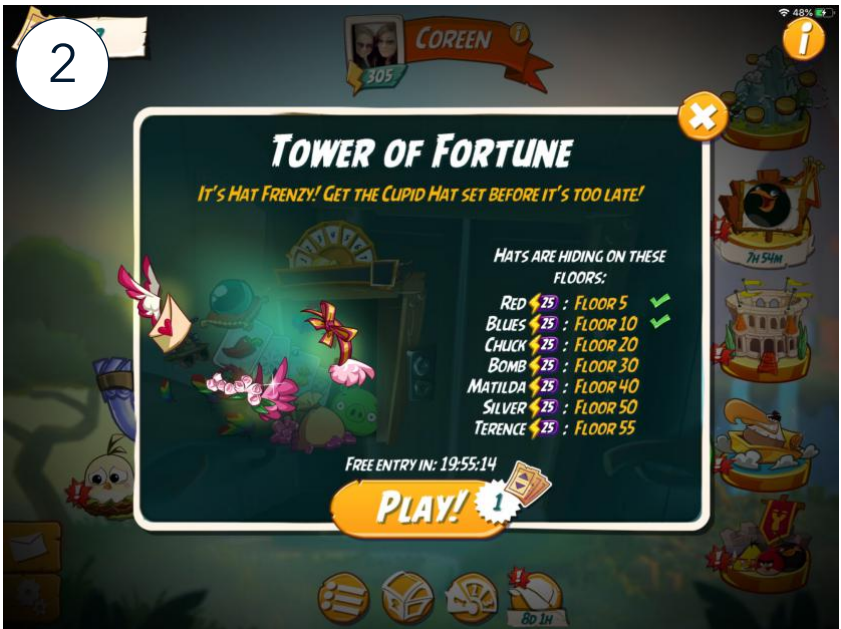 48%
2
COREEN
305
TOWER OF FORTUNE
IT'S HAT FRENZY! GET THE CUPID HAT SET BEFORE IT'S TOO LATE!
HATS ARE HIDING ON THESE
FLOORS:
RED 25 : FLOOR 5
BLUES 25 : FLOOR 10
CHUCK 25 : FLOOR 20
BOMB 25 : FLOOR 30
MATILDA 25 : FLOOR 40
SILVER 25 : FLOOR 50
TERENCE 25 : FLOOR 55
7H 54M
FREE ENTRY IN: 19:55:14
PLAY! 1
8D 1H